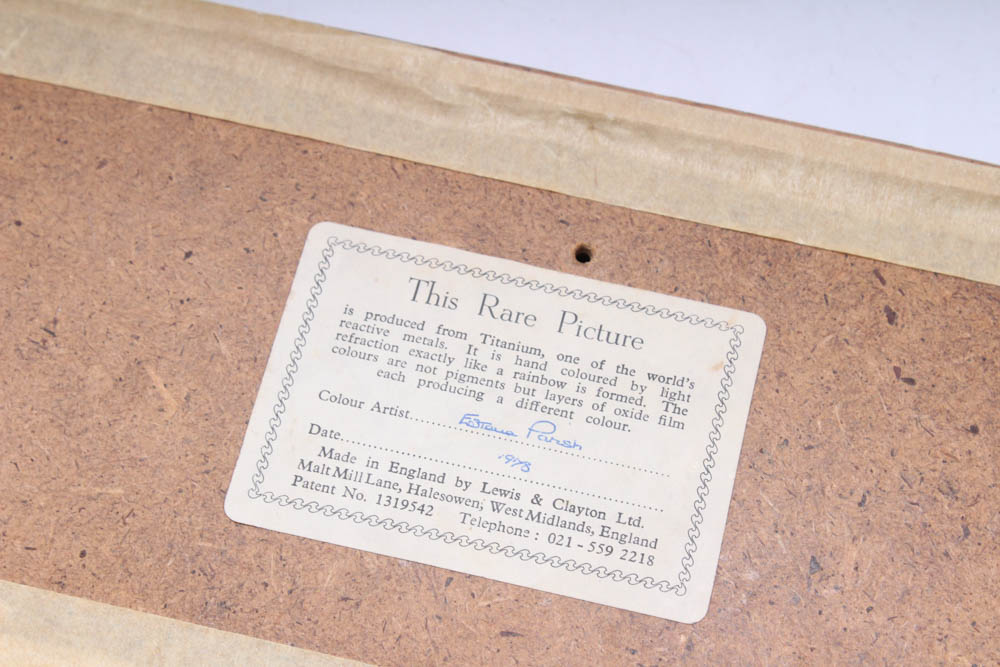 This Rare Picture
is produced from Titanium, one of the world's
reactive metals. It is hand coloured by light
refraction exactly like a rainbow is formed. The
colours are not pigments but layers of oxide film
each producing a different colour.
Colour Artist Parish
Date
Made in England by Lewis & Clayton Ltd.
Malt Mill Lane, Halesowen, West Midlands, England
Patent No. 1319542 Telephone: 021-559 2218